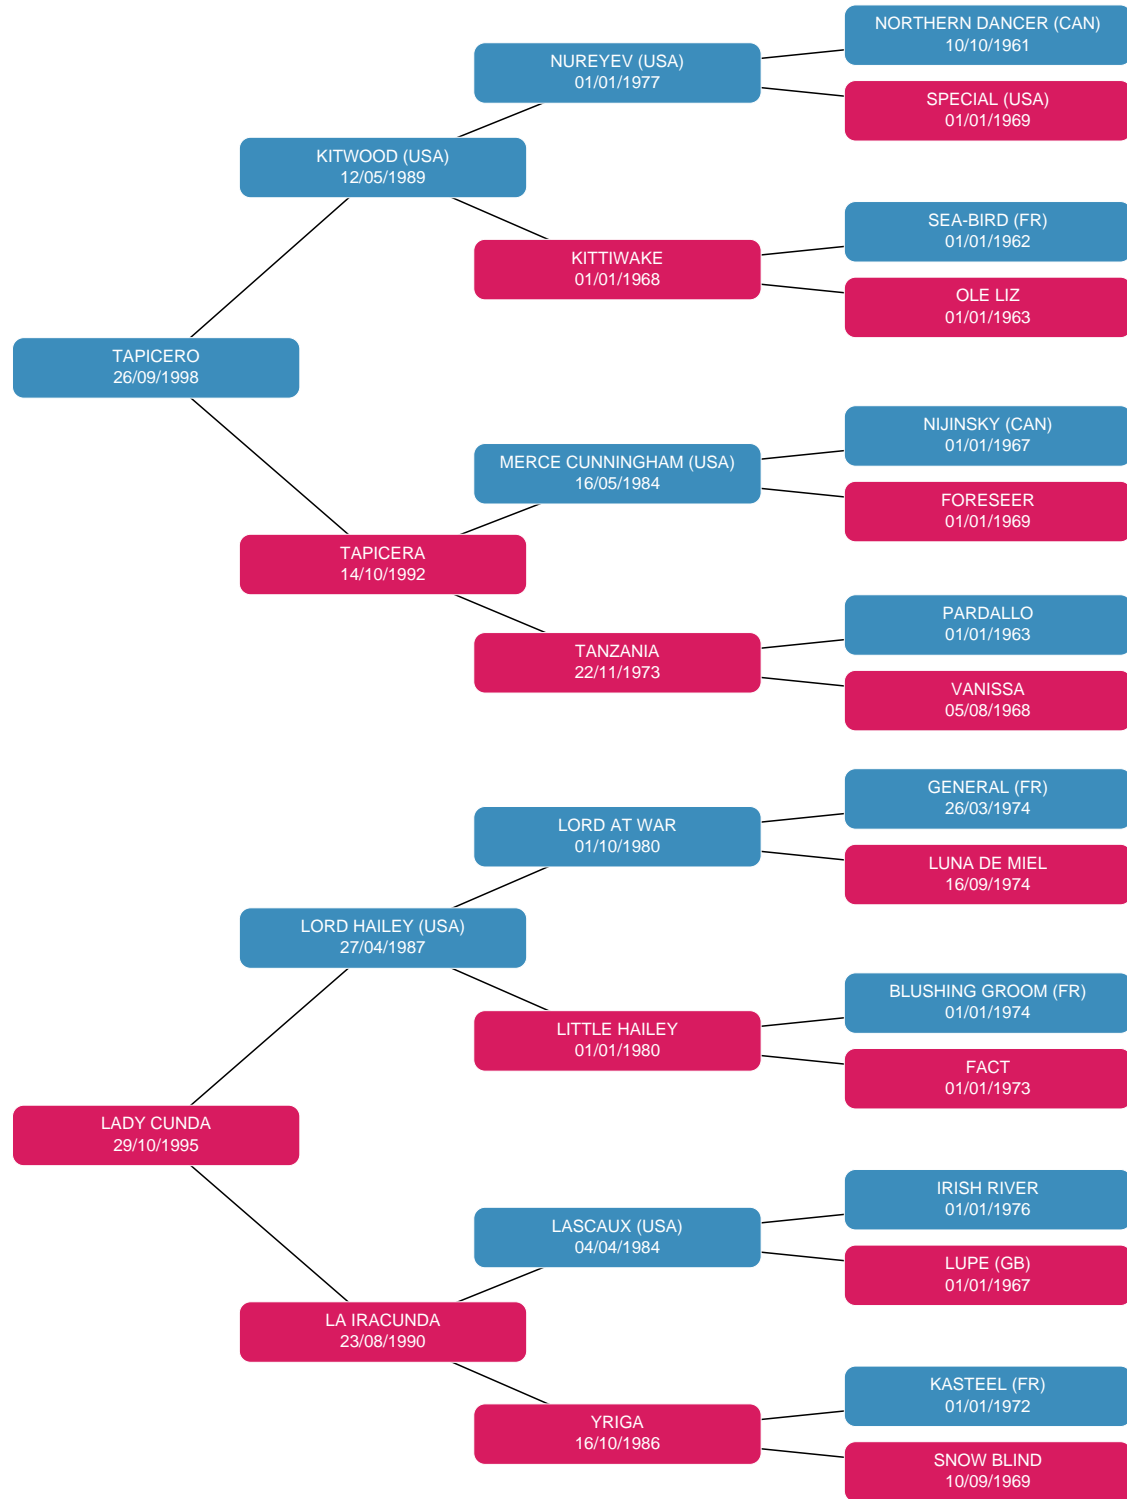 NORTHERN DANCER (CAN)
10/10/1961
NUREYEV (USA)
01/01/1977
SPECIAL (USA)
01/01/1969
KITWOOD (USA)
12/05/1989
SEA-BIRD (FR)
01/01/1962
KITTIWAKE
01/01/1968
OLE LIZ
01/01/1963
TAPICERO
26/09/1998
NIJINSKY (CAN)
01/01/1967
MERCE CUNNINGHAM (USA)
16/05/1984
FORESEER
01/01/1969
TAPICERA
14/10/1992
PARDALLO
01/01/1963
TANZANIA
22/11/1973
VANISSA
05/08/1968
GENERAL (FR)
26/03/1974
LORD AT WAR
01/10/1980
LUNA DE MIEL
16/09/1974
LORD HAILEY (USA)
27/04/1987
BLUSHING GROOM (FR)
01/01/1974
LITTLE HAILEY
01/01/1980
FACT
01/01/1973
LADY CUNDA
29/10/1995
IRISH RIVER
01/01/1976
LASCAUX (USA)
04/04/1984
LUPE (GB)
01/01/1967
LA IRACUNDA
23/08/1990
KASTEEL (FR)
01/01/1972
YRIGA
16/10/1986
SNOW BLIND
10/09/1969